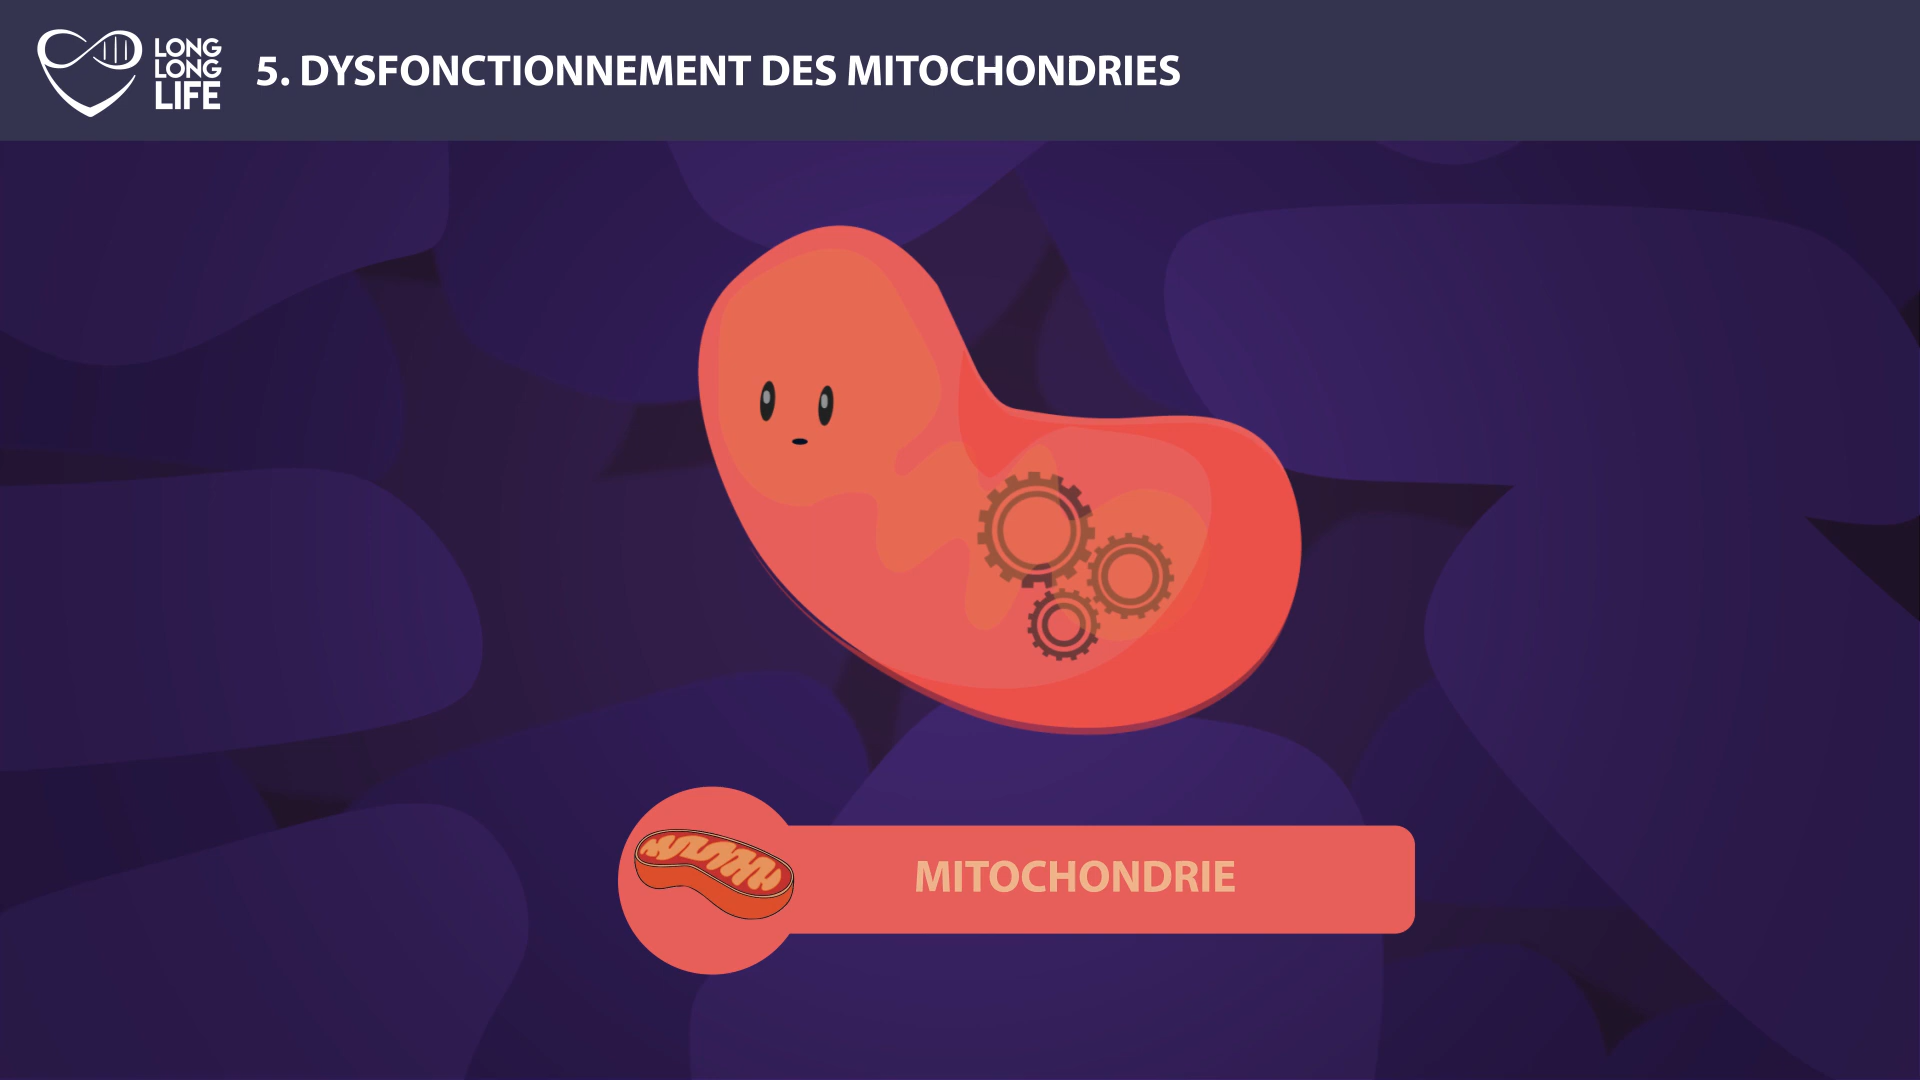 LONG
LONG
LIFE
5. DYSFONCTIONNEMENT DES MITOCHONDRIES
MITOCHONDRIE